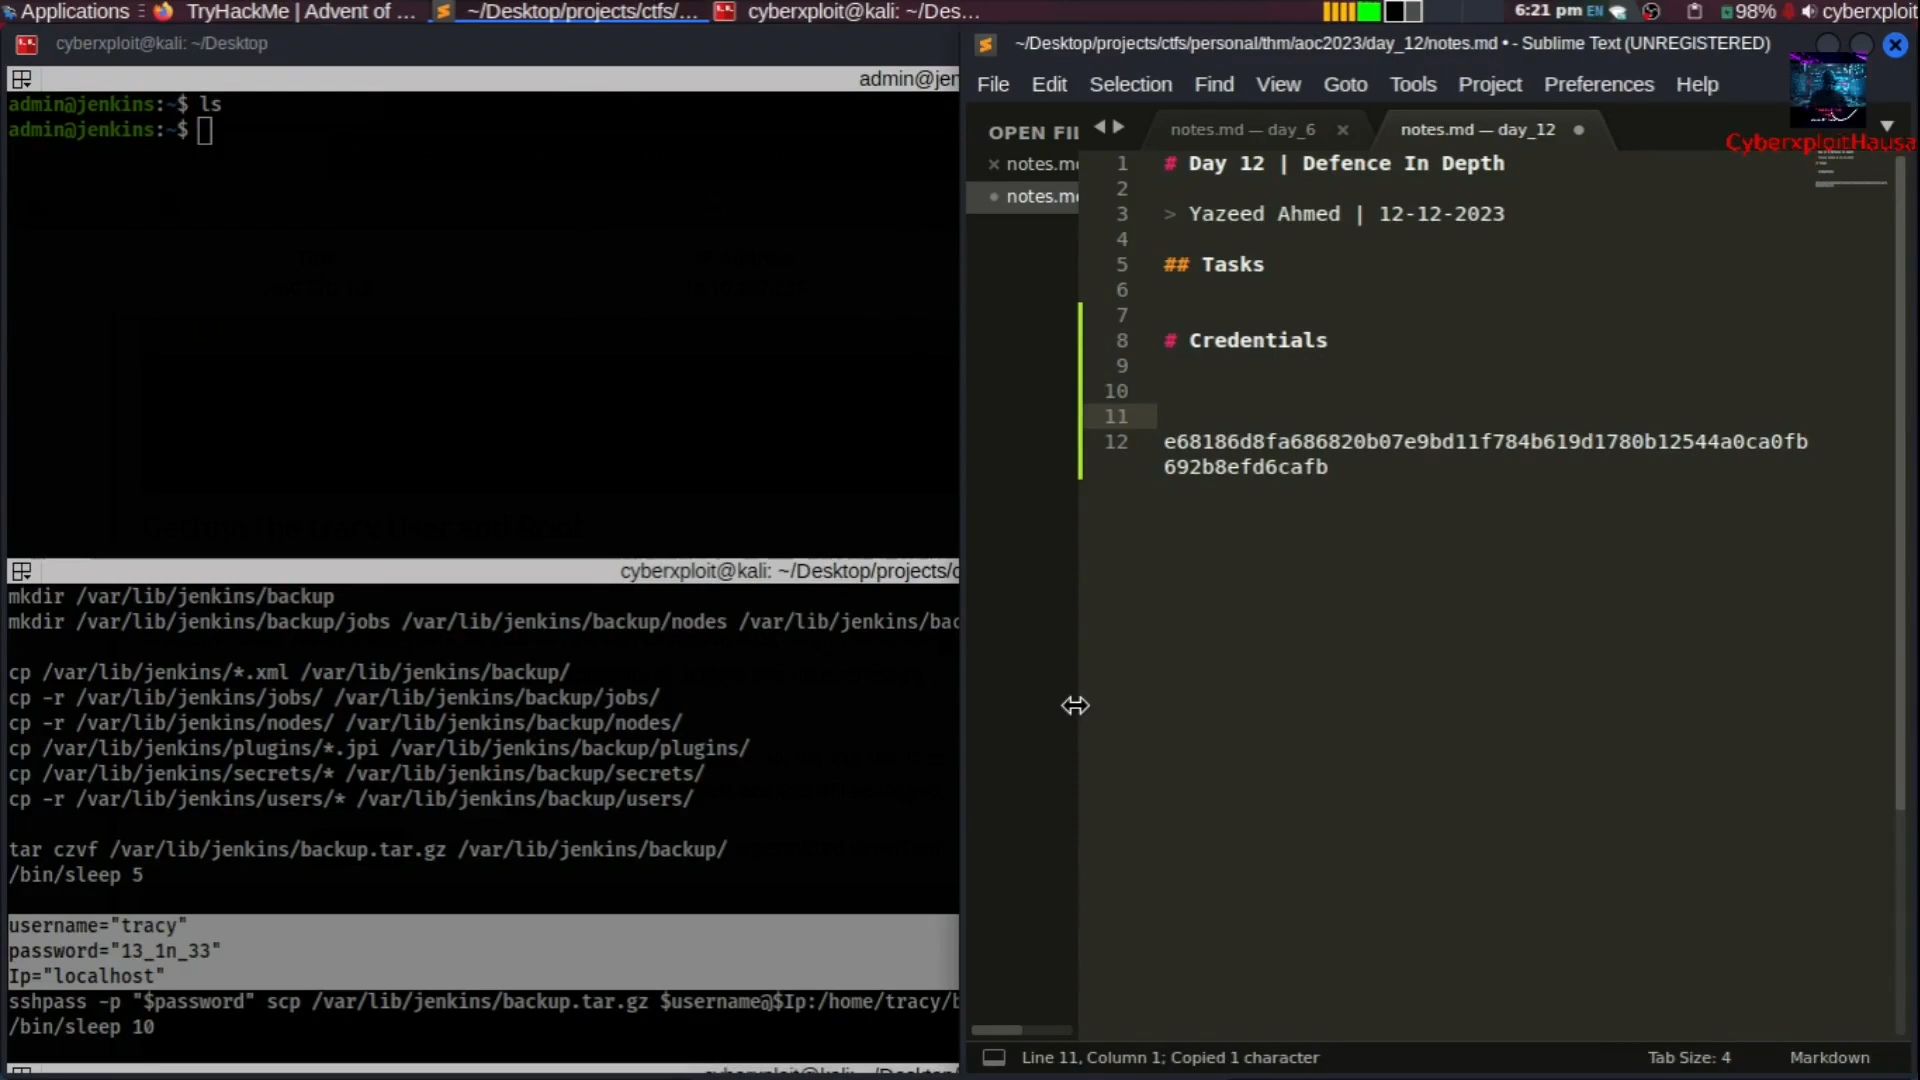 Applications
TryHackMe | Advent of ...
~/Desktop/projects/ctfs/...
cyberxploit@kali: ~/Des...
6:21 pm EN
98%
cyberxploit
cyberxploit@kali: ~/Desktop
admin@jen
admin@jenkins:~$ ls
admin@jenkins:~$
cyberxploit@kali: ~/Desktop/projects/c
mkdir /var/lib/jenkins/backup
mkdir /var/lib/jenkins/backup/jobs /var/lib/jenkins/backup/nodes /var/lib/jenkins/bac
cp /var/lib/jenkins/*.xml /var/lib/jenkins/backup/
cp -r /var/lib/jenkins/jobs/ /var/lib/jenkins/backup/jobs/
cp -r /var/lib/jenkins/nodes/ /var/lib/jenkins/backup/nodes/
cp /var/lib/jenkins/plugins/*.jpi /var/lib/jenkins/backup/plugins/
cp /var/lib/jenkins/secrets/* /var/lib/jenkins/backup/secrets/
cp -r /var/lib/jenkins/users/* /var/lib/jenkins/backup/users/
tar czvf /var/lib/jenkins/backup.tar.gz /var/lib/jenkins/backup/
/bin/sleep 5
username="tracy"
password="13_1n_33"
Ip="localhost"
sshpass -p "$password" scp /var/lib/jenkins/backup.tar.gz $username@$Ip:/home/tracy/b
/bin/sleep 10
cyberxploit@kali: ~/Desktop/
~/Desktop/projects/ctfs/personal/thm/aoc2023/day_12/notes.md • - Sublime Text (UNREGISTERED)
File Edit Selection Find View Goto Tools Project Preferences Help
CyberxploitHausa
OPEN FIL
notes.md — day_6
notes.md — day_12
notes.md
notes.md
1 # Day 12 | Defence In Depth
2
3 > Yazeed Ahmed | 12-12-2023
4
5 ## Tasks
6
7
8 # Credentials
9
10
11
12 e68186d8fa686820b07e9bd11f784b619d1780b12544a0ca0fb
692b8efd6cafb
Line 11, Column 1; Copied 1 character
Tab Size: 4
Markdown